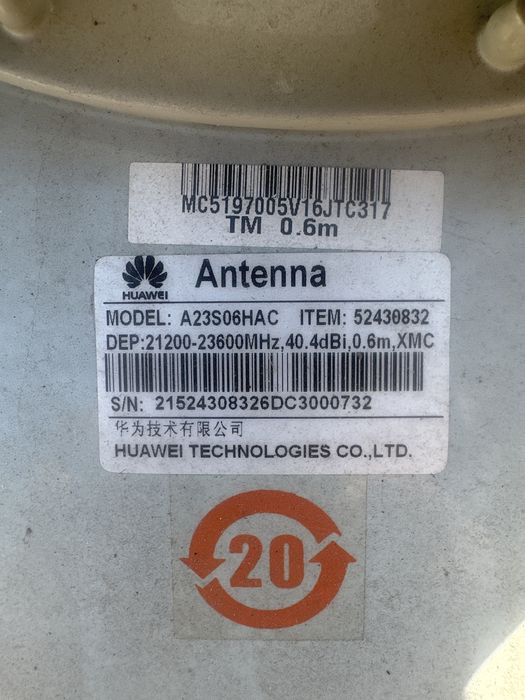 MC5197005V16JTC317
TM 0.6m
HUAWEI
Antenna
MODEL: A23S06HAC ITEM: 52430832
DEP:21200-23600MHz,40.4dBi,0.6m,XMC
S/N: 21524308326DC3000732
华为技术有限公司
HUAWEI TECHNOLOGIES CO.,LTD.
20